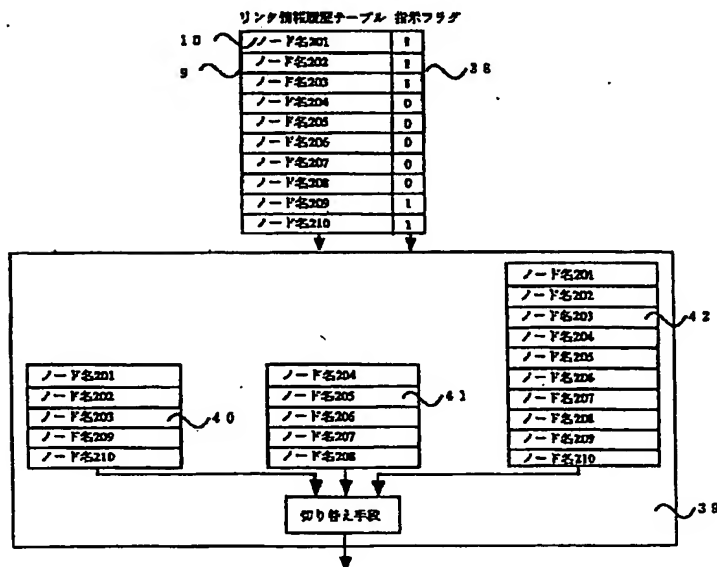 リンク情報履歴テーブル 指示フラグ
10
9
38
ノード名201 1
ノード名202 1
ノード名203 1
ノード名204 0
ノード名205 0
ノード名206 0
ノード名207 0
ノード名208 0
ノード名209 1
ノード名210 1
ノード名201
ノード名202
ノード名203
ノード名209
ノード名210
40
ノード名204
ノード名205
ノード名206
ノード名207
ノード名208
41
ノード名201
ノード名202
ノード名203
ノード名204
ノード名205
ノード名206
ノード名207
ノード名208
ノード名209
ノード名210
42
切り替え手段
39